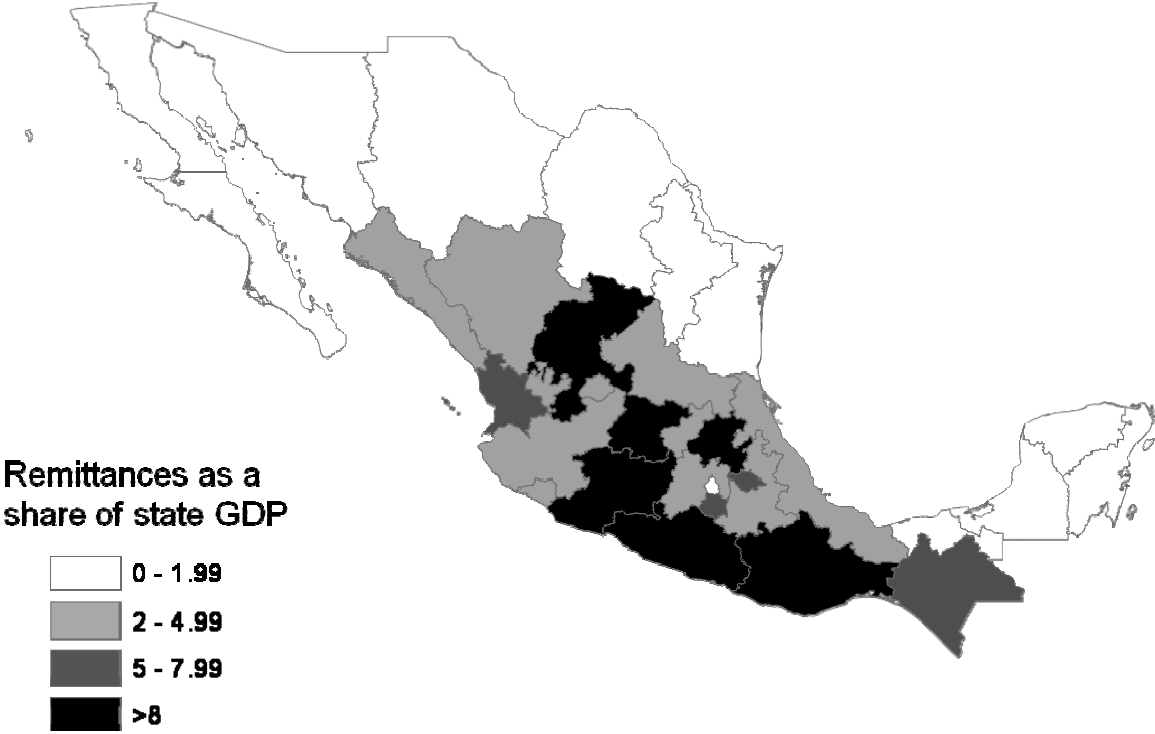 Remittances as a
share of state GDP
0 - 1.99
2 - 4.99
5 - 7.99
>8